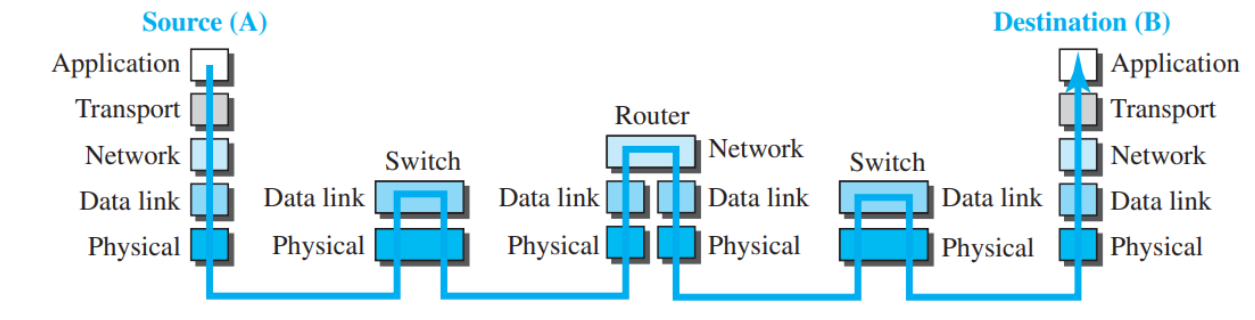 Source (A)
Application
Transport
Network
Data link
Physical
Switch
Data link
Physical
Router
Network
Data link
Data link
Physical
Physical
Switch
Data link
Physical
Destination (B)
Application
Transport
Network
Data link
Physical